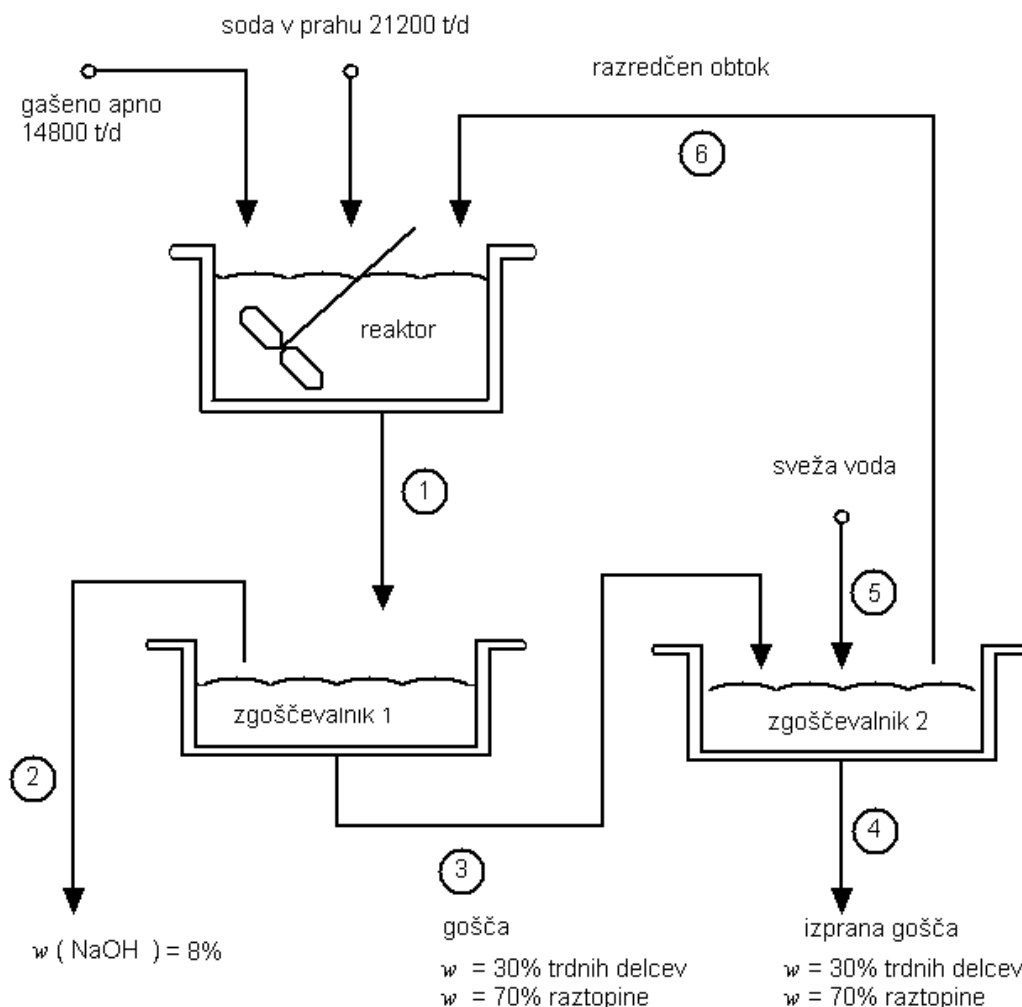 soda v prahu 21200 t/d
gašeno apno
14800 t/d
razredčen obtok
6
reaktor
1
sveža voda
5
zgoščevalnik 1
zgoščevalnik 2
2
4
3
w ( NaOH ) = 8%
gošča
w = 30% trdnih delcev
w = 70% raztopine
izprana gošča
w = 30% trdnih delcev
w = 70% raztopine